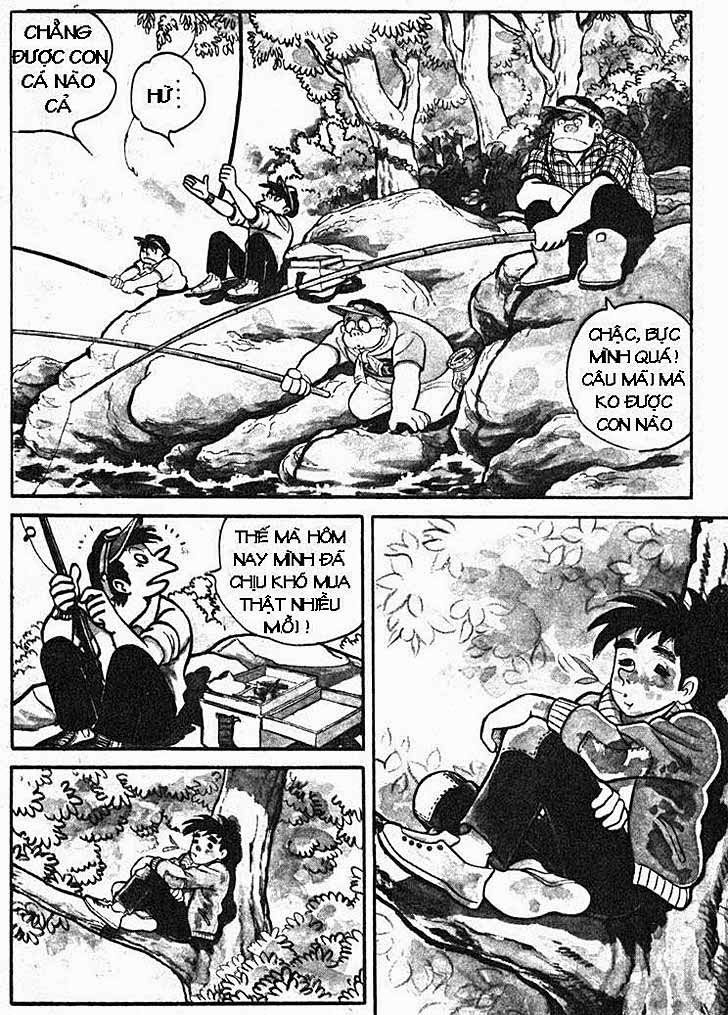 CHẲNG
ĐƯỢC CON
CÁ NÀO
CẢ
HỪ...
CHẬC, BỰC
MÌNH QUÁ!
CÂU MÃI MÀ
KO ĐƯỢC
CON NÀO
THẾ MÀ HÔM
NAY MÌNH ĐÃ
CHỊU KHÓ MUA
THẬT NHIỀU
MỒI!